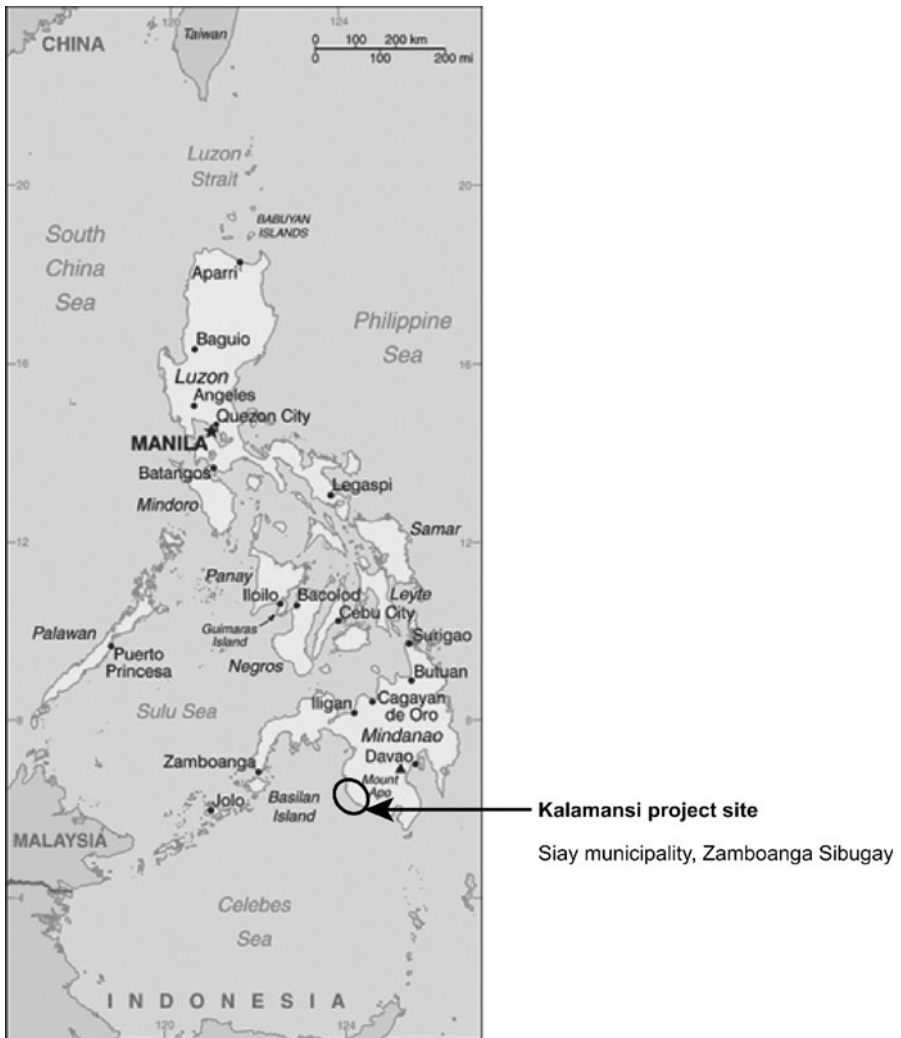 120
124
CHINA
Taiwan
0 100 200 km
0 100 200 mi
Luzon
Strait
20
20
BABUYAN
ISLANDS
South
China
Sea
Aparri
Philippine
Sea
Baguio
16
16
Luzon
Angeles
Quezon City
MANILA
Batangos
Legaspi
Mindoro
Samar
12
12
Panay
Iloilo
Bacolod
Leyte
Cebu City
Guimaras
Island
Palawan
Puerto
Princesa
Negros
Surigao
Butuan
Sulu Sea
Iligan
Cagayan
de Oro
8
8
Mindanao
Zamboanga
Davao
Mount
Apo
Jolo
Basilan
Island
Kalamansi project site
MALAYSIA
Siay municipality, Zamboanga Sibugay
4
4
Celebes
Sea
INDONESIA
120
124